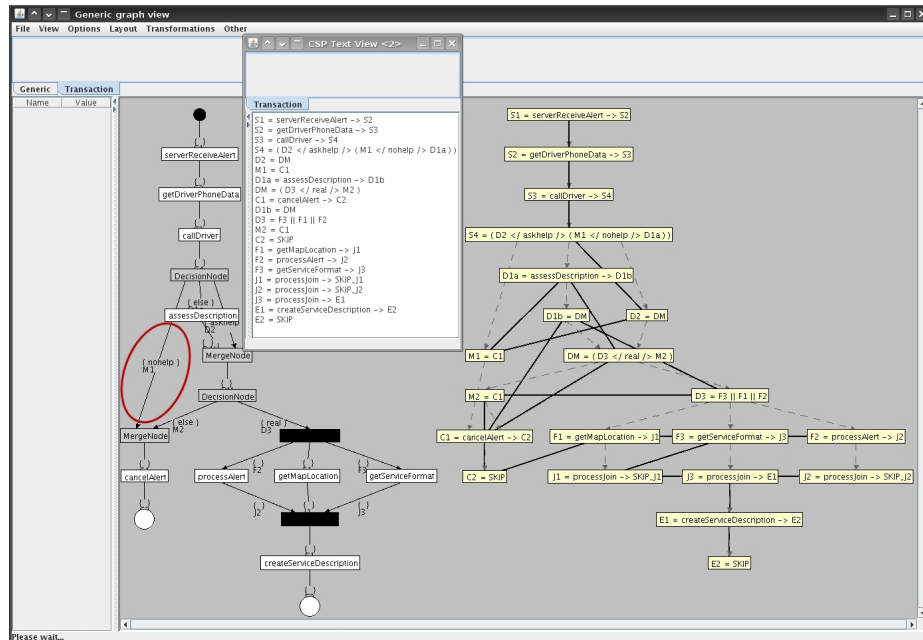 Generic graph view
File View Options Layout Transformations Other
CSP Text View <2>
Generic Transaction
Name Value
Transaction
S1 = serverReceiveAlert -> S2
S2 = getDriverPhoneData -> S3
S3 = callDriver -> S4
S4 = ( D2 </ askhelp /> ( M1 </ nohelp /> D1a ) )
D2 = DM
M1 = C1
D1a = assessDescription -> D1b
DM = ( D3 </ real /> M2 )
C1 = cancelAlert -> C2
D1b = DM
D3 = F3 || F1 || F2
M2 = C1
C2 = SKIP
F1 = getMapLocation -> J1
F2 = processAlert -> J2
F3 = getServiceFormat -> J3
J1 = processJoin -> SKIP_J1
J2 = processJoin -> SKIP_J2
J3 = processJoin -> E1
E1 = createServiceDescription -> E2
E2 = SKIP
serverReceiveAlert
getDriverPhoneData
callDriver
DecisionNode
( else )
assessDescription
D2
MergeNode
( nohelp )
M1
DecisionNode
( else )
M2
( real )
D3
MergeNode
cancelAlert
F2
F3
processAlert
getMapLocation
getServiceFormat
J2
J3
createServiceDescription
S1 = serverReceiveAlert -> S2
S2 = getDriverPhoneData -> S3
S3 = callDriver -> S4
S4 = ( D2 </ askhelp /> ( M1 </ nohelp /> D1a ) )
D1a = assessDescription -> D1b
D1b = DM
D2 = DM
M1 = C1
DM = ( D3 </ real /> M2 )
M2 = C1
D3 = F3 || F1 || F2
C1 = cancelAlert -> C2
F1 = getMapLocation -> J1
F3 = getServiceFormat -> J3
F2 = processAlert -> J2
C2 = SKIP
J1 = processJoin -> SKIP_J1
J3 = processJoin -> E1
J2 = processJoin -> SKIP_J2
E1 = createServiceDescription -> E2
E2 = SKIP
Please wait...